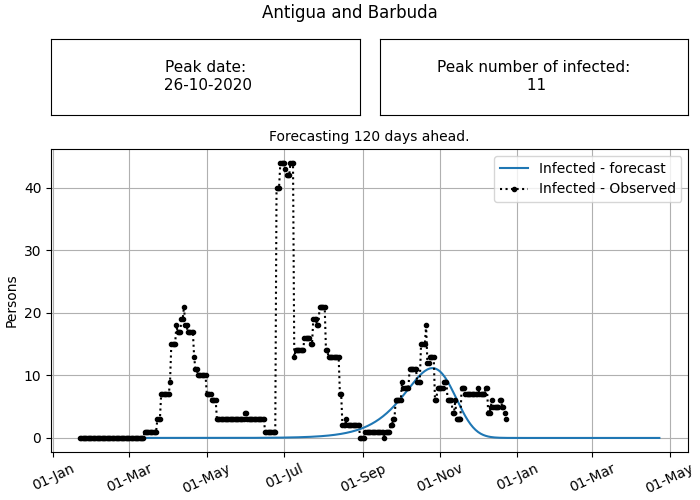 Antigua and Barbuda
Peak date:
26-10-2020
Peak number of infected:
11
Forecasting 120 days ahead.
Infected - forecast
Infected - Observed
Persons
40
30
20
10
0
01-Jan
01-Mar
01-May
01-Jul
01-Sep
01-Nov
01-Jan
01-Mar
01-May